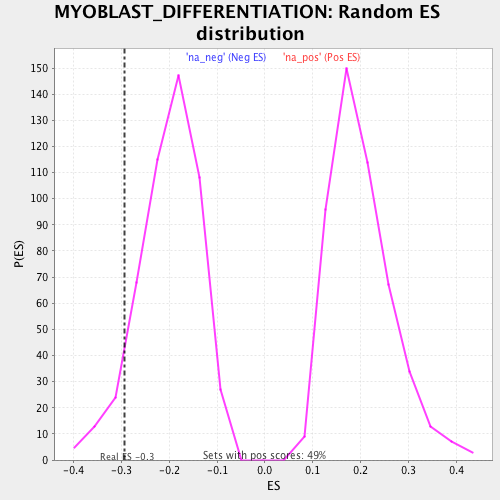 MYOBLAST_DIFFERENTIATION: Random ES
distribution
'na_neg' (Neg ES) 'na_pos' (Pos ES)
150
140
130
120
110
100
90
80
70
60
50
40
30
20
10
0
P(ES)
Real ES -0.3
Sets with pos scores: 49%
-0.4 -0.3 -0.2 -0.1 0.0 0.1 0.2 0.3 0.4
ES